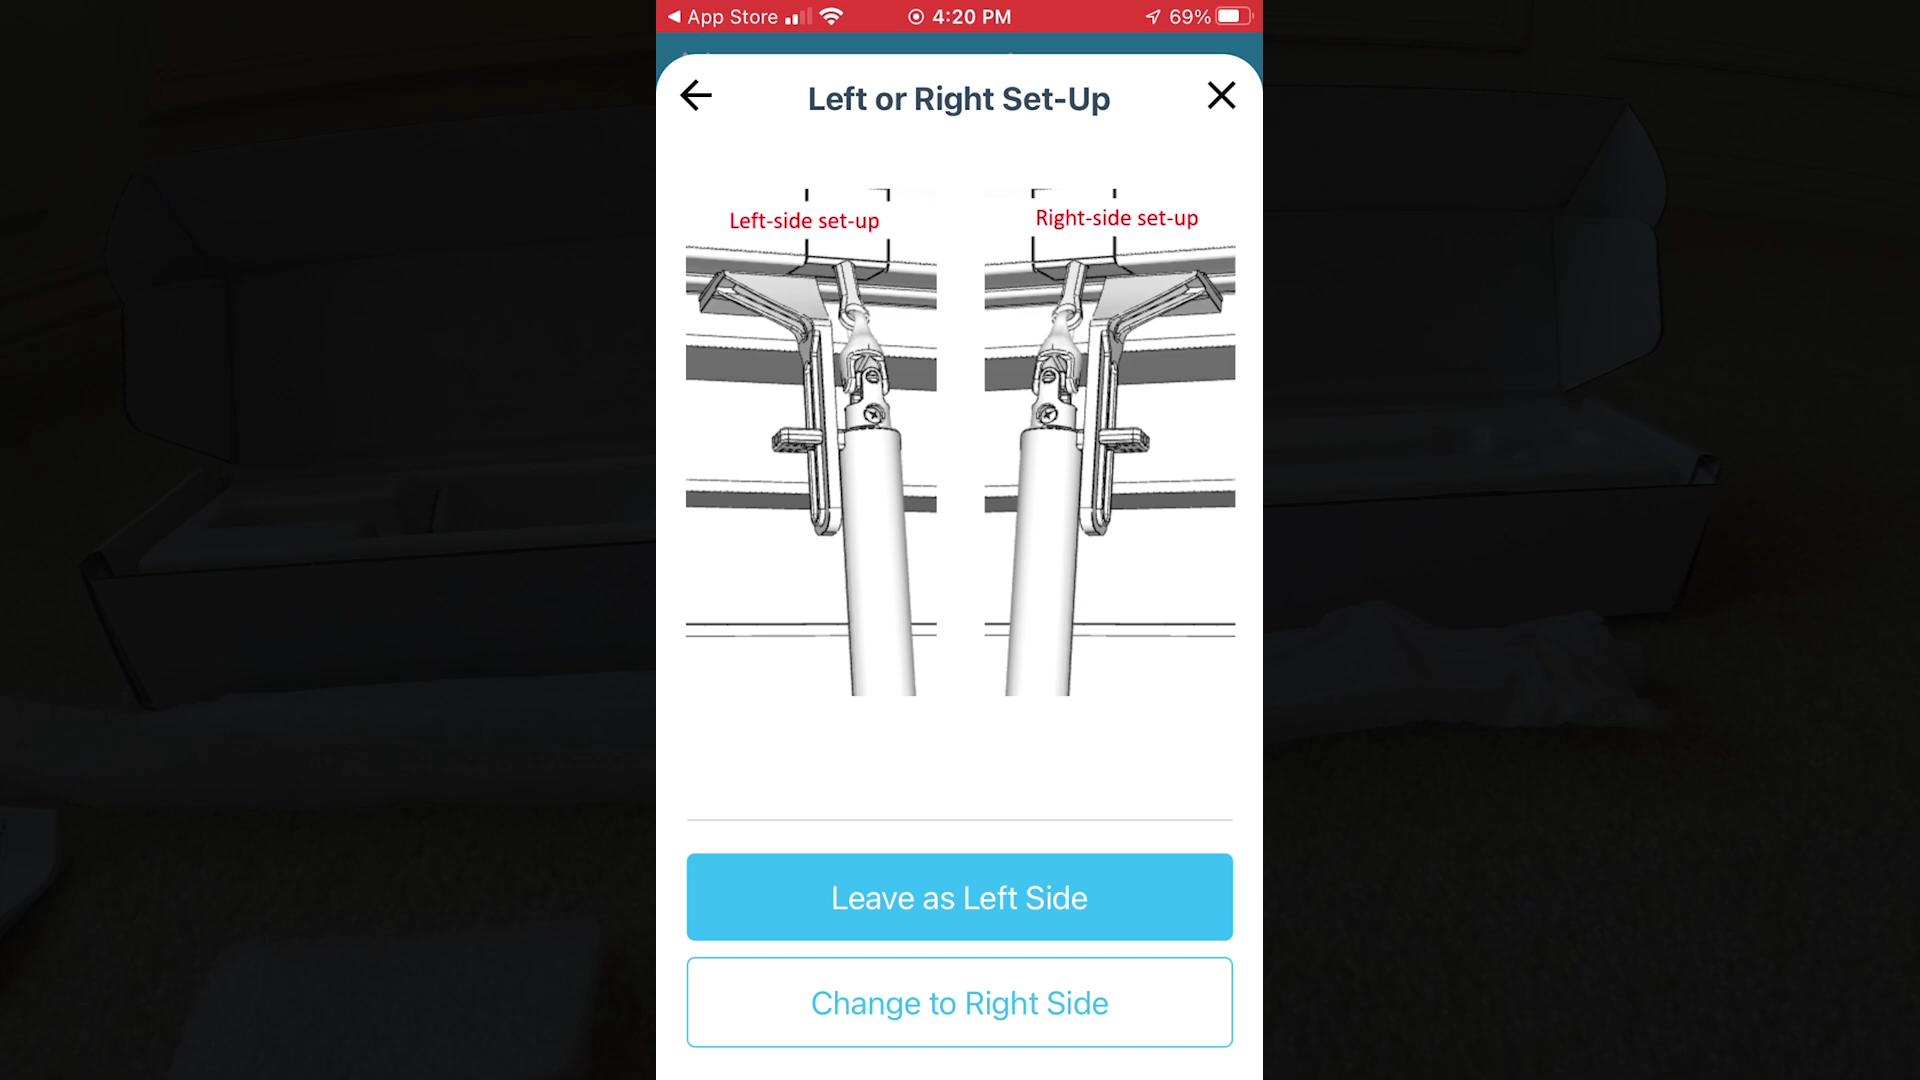 App Store
4:20 PM
69%
Left or Right Set-Up
Left-side set-up
Right-side set-up
Leave as Left Side
Change to Right Side